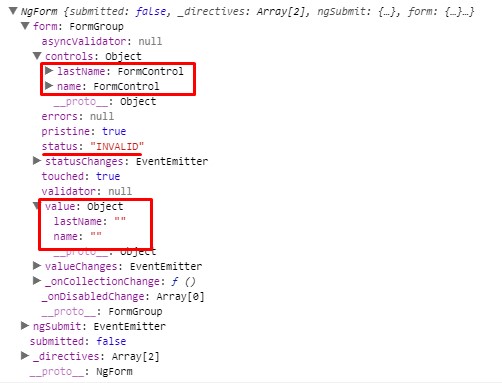 ▼ NgForm {submitted: false, _directives: Array[2], ngSubmit: {…}, form: {…}…}
▼ form: FormGroup
asyncValidator: null
▼ controls: Object
▶ lastName: FormControl
▶ name: FormControl
▶ __proto__: Object
errors: null
pristine: true
status: "INVALID"
▶ statusChanges: EventEmitter
touched: true
validator: null
▼ value: Object
lastName: ""
name: ""
▶ __proto__: Object
▶ valueChanges: EventEmitter
▶ _onCollectionChange: ƒ ()
▶ _onDisabledChange: Array[0]
▶ __proto__: FormGroup
▶ ngSubmit: EventEmitter
submitted: false
▶ _directives: Array[2]
▶ __proto__: NgForm